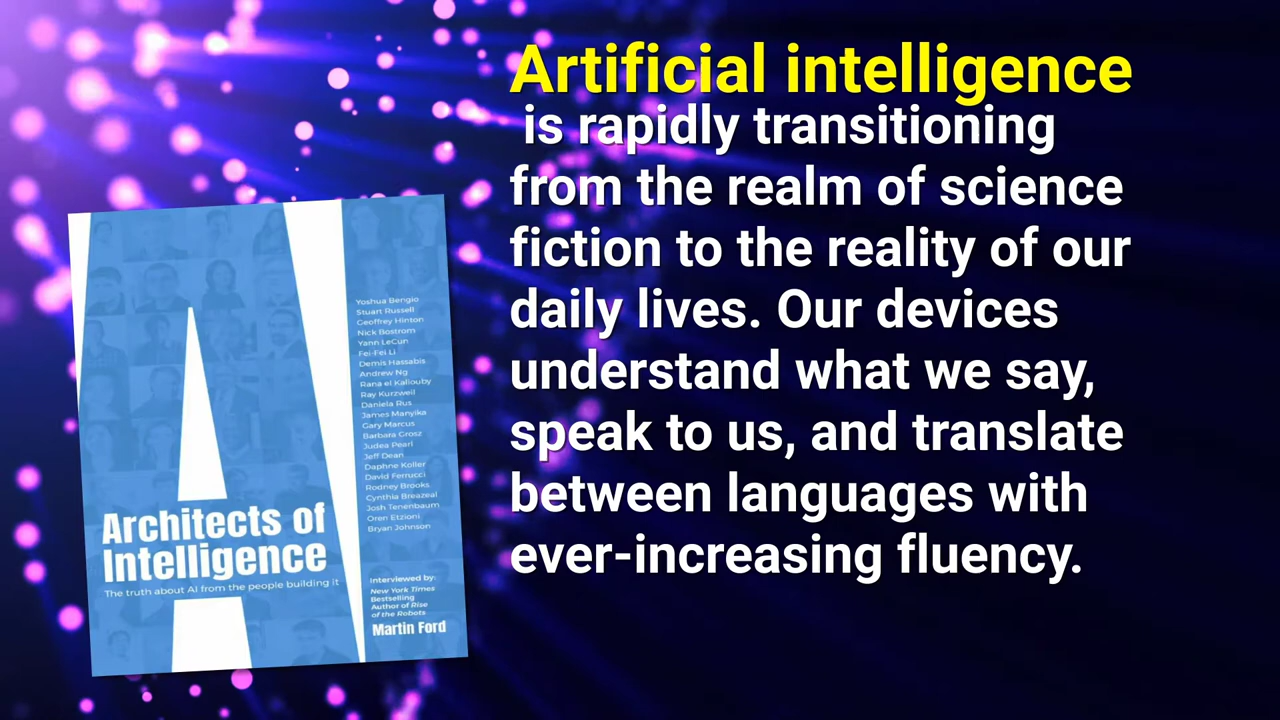 Artificial intelligence
is rapidly transitioning
from the realm of science
fiction to the reality of our
daily lives. Our devices
understand what we say,
speak to us, and translate
between languages with
ever-increasing fluency.
Yoshua Bengio
Stuart Russell
Geoffrey Hinton
Nick Bostrom
Yann LeCun
Fei-Fei Li
Demis Hassabis
Andrew Ng
Rana el Kaliouby
Ray Kurzweil
Daniela Rus
James Manyika
Gary Marcus
Barbara Grosz
Judea Pearl
Jeff Dean
Daphne Koller
David Ferrucci
Rodney Brooks
Cynthia Breazeal
Josh Tenenbaum
Oren Etzioni
Bryan Johnson
Architects of
Intelligence
The truth about AI from the people building it
Interviewed by:
New York Times
Bestselling
Author of Rise
of the Robots
Martin Ford